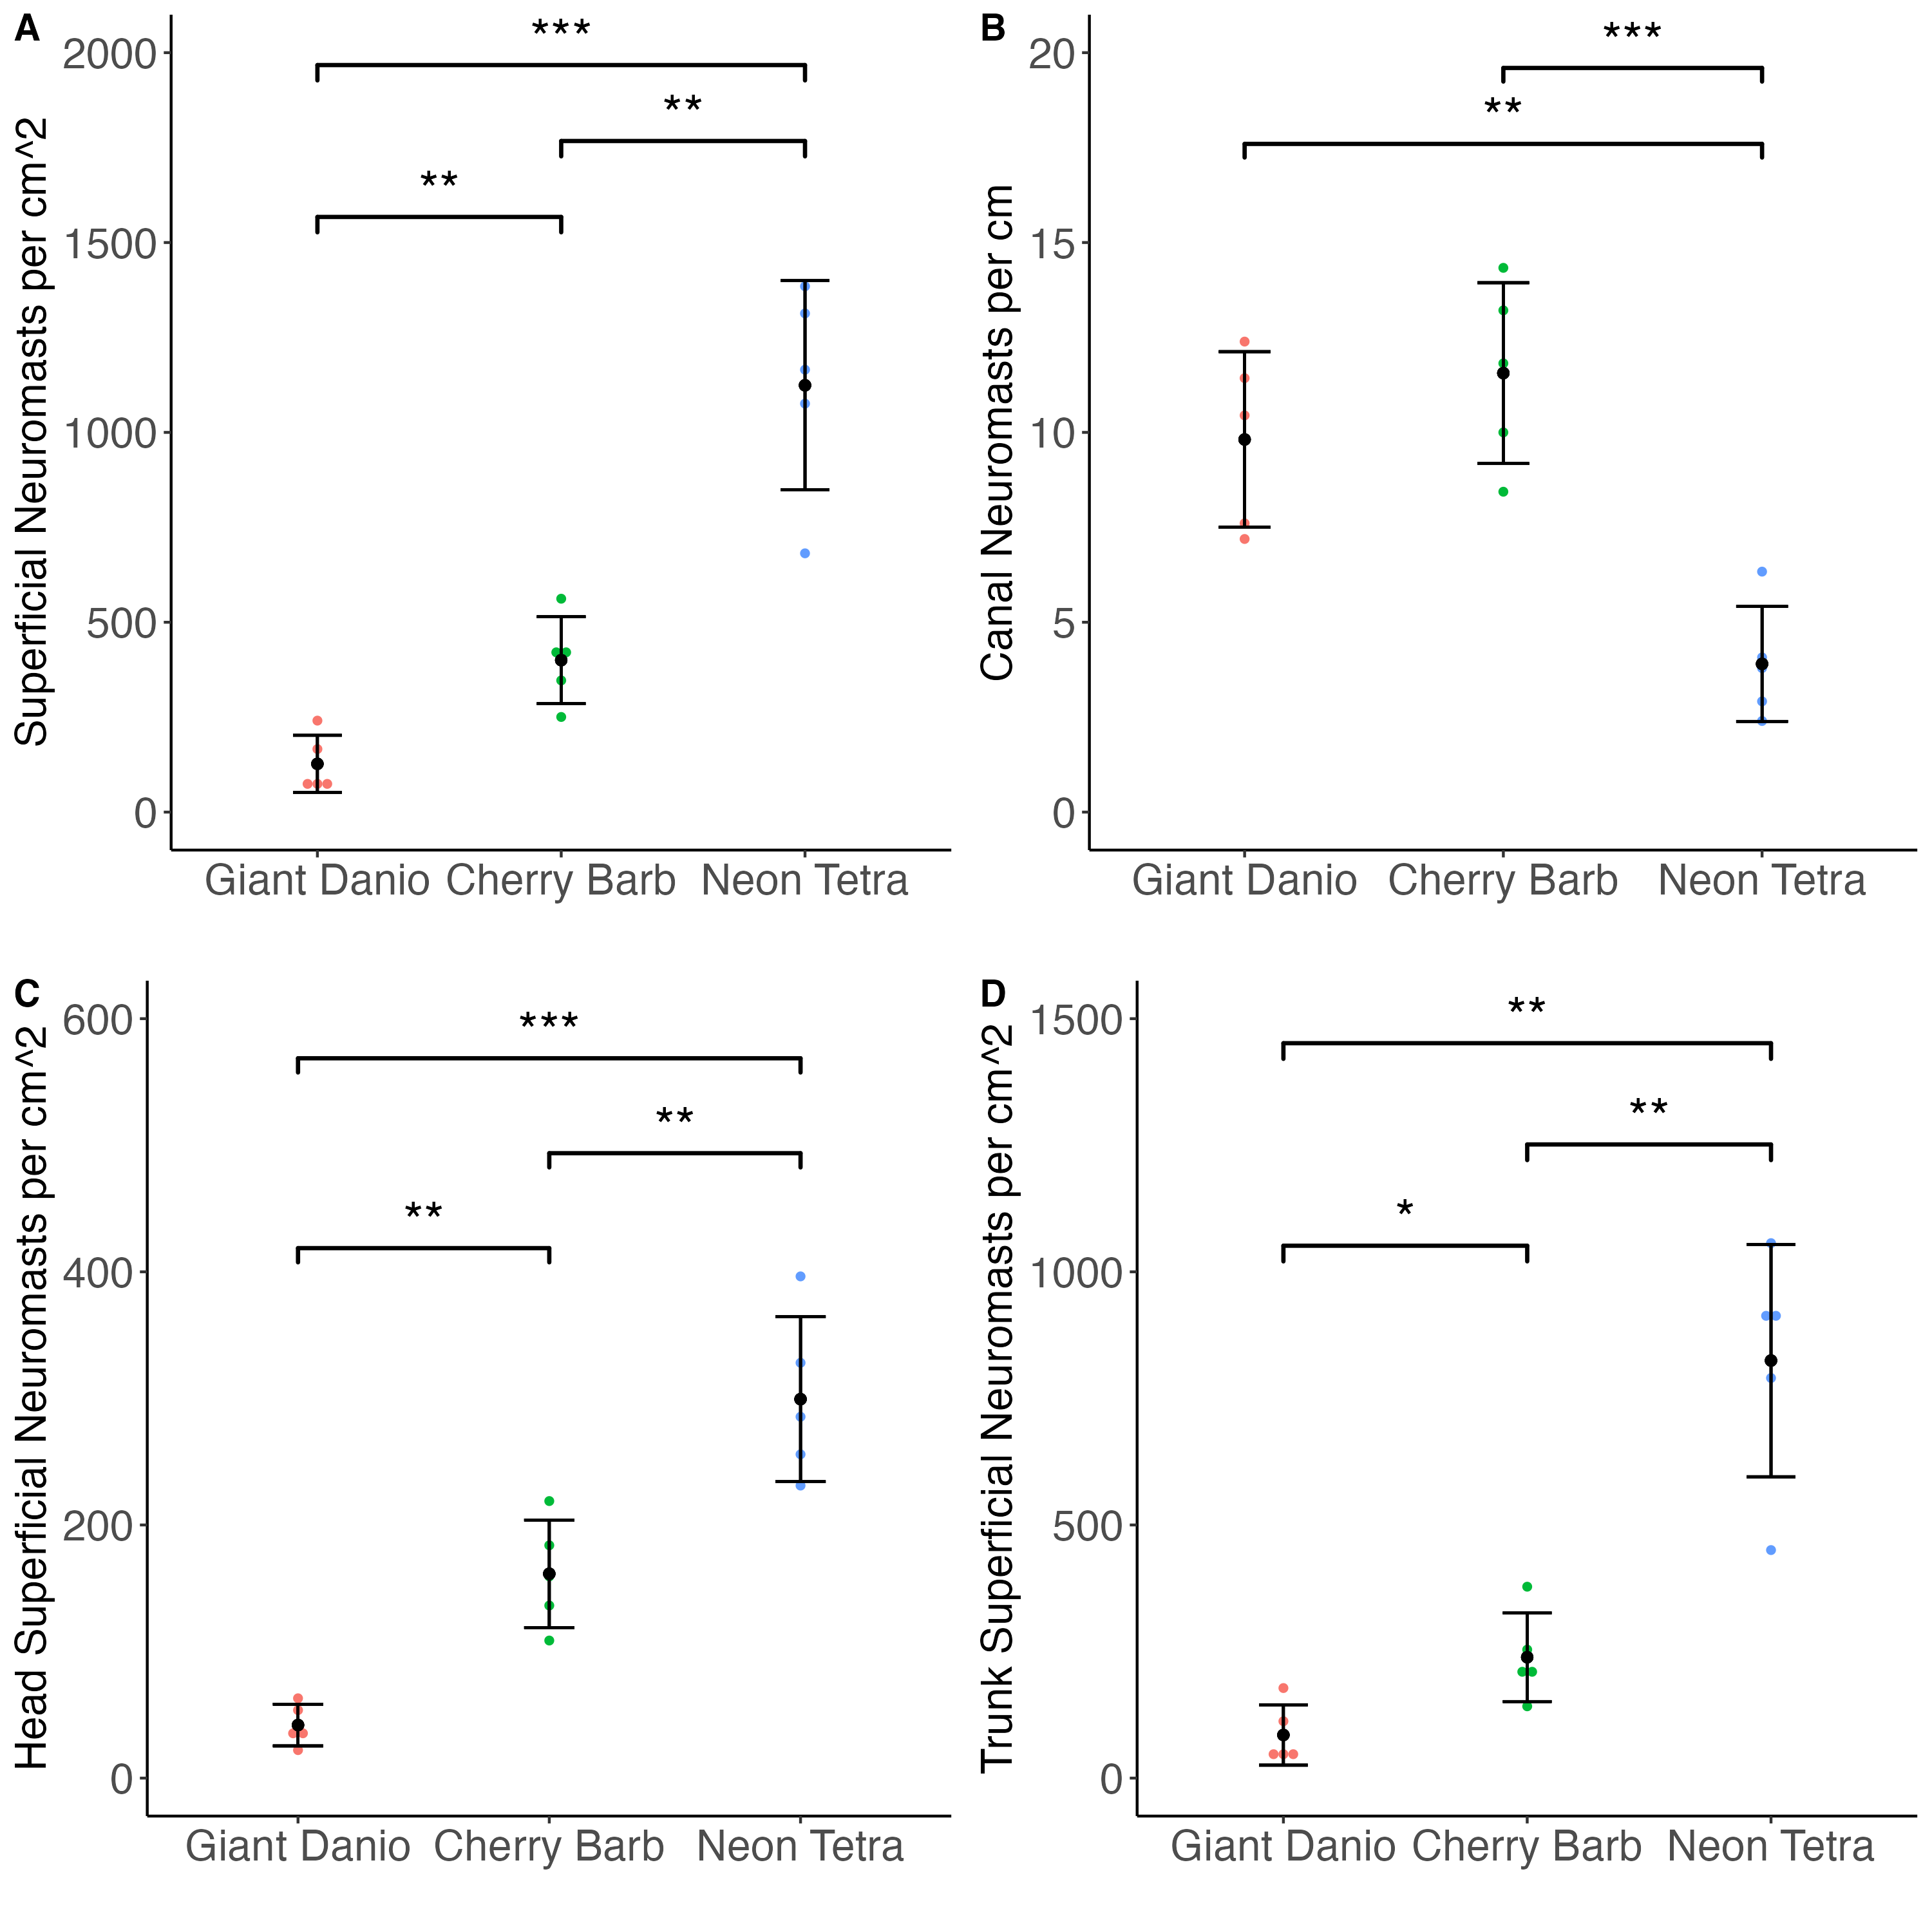 A
Superficial Neuromasts per cm^2
2000
1500
1000
500
0
***
**
**
Giant Danio Cherry Barb Neon Tetra
B
Canal Neuromasts per cm
20
15
10
5
0
***
**
Giant Danio Cherry Barb Neon Tetra
C
Head Superficial Neuromasts per cm^2
600
400
200
0
***
**
**
Giant Danio Cherry Barb Neon Tetra
D
Trunk Superficial Neuromasts per cm^2
1500
1000
500
0
**
**
*
Giant Danio Cherry Barb Neon Tetra